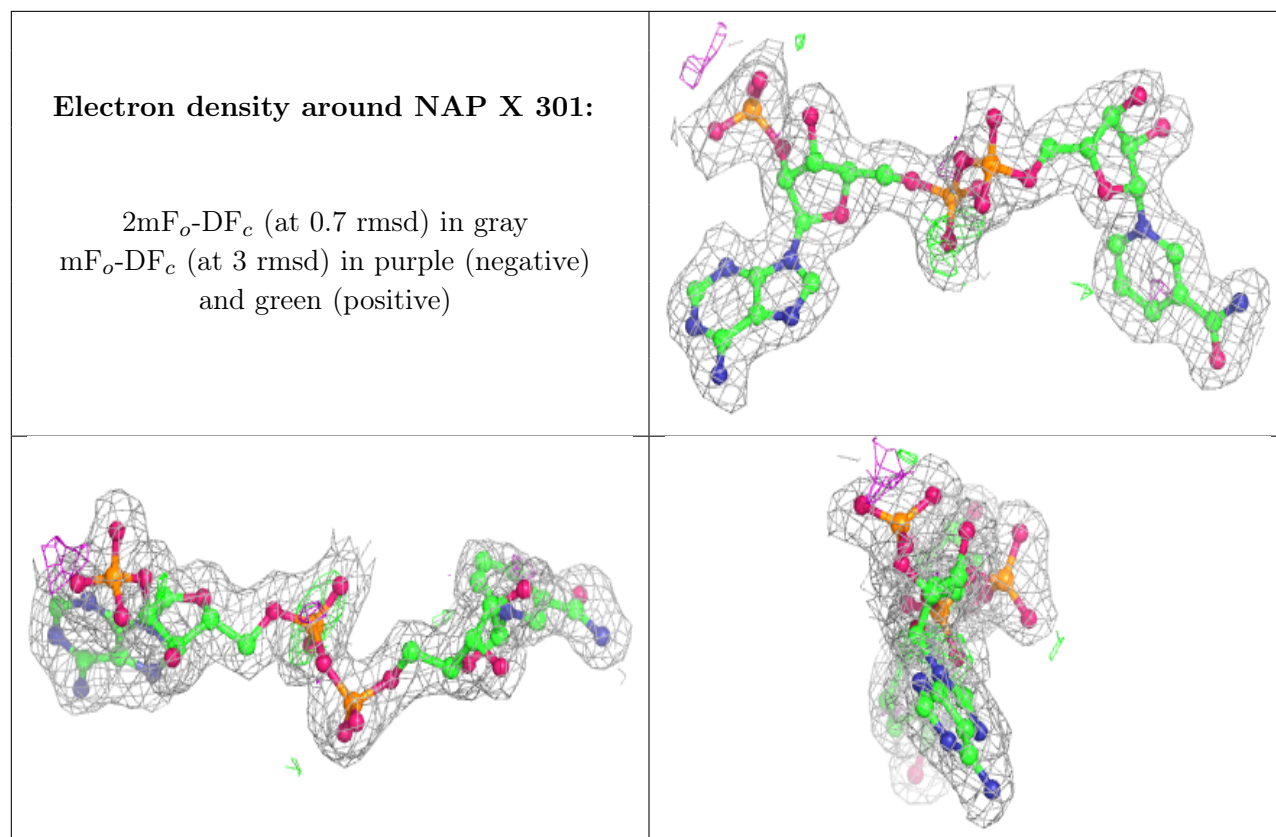 Electron density around NAP X 301:
2mFo-DFc (at 0.7 rmsd) in gray
mFo-DFc (at 3 rmsd) in purple (negative)
and green (positive)